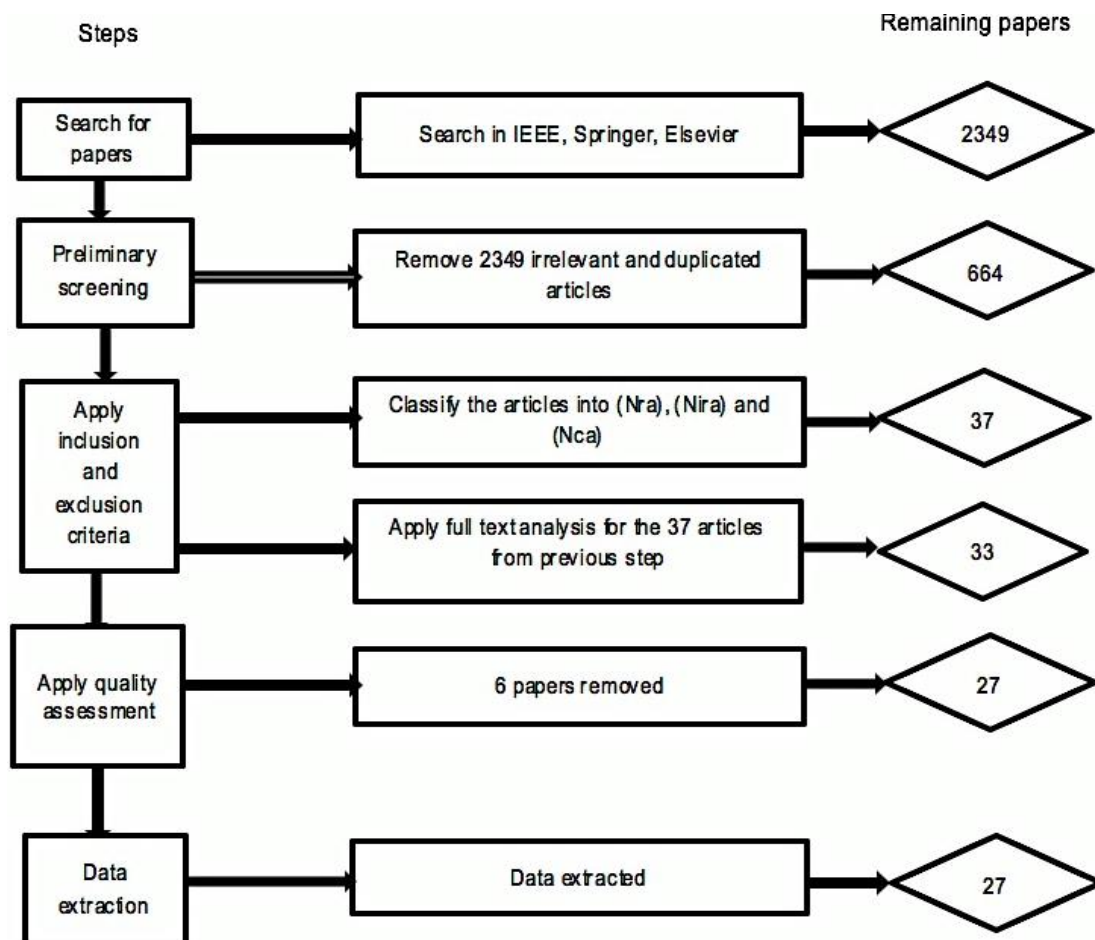 Steps
Remaining papers
Search for
papers
Search in IEEE, Springer, Elsevier
2349
Preliminary
screening
Remove 2349 irrelevant and duplicated
articles
664
Apply
inclusion
and
exclusion
criteria
Classify the articles into (Nra), (Nira) and
(Nca)
37
Apply full text analysis for the 37 articles
from previous step
33
Apply quality
assessment
6 papers removed
27
Data
extraction
Data extracted
27